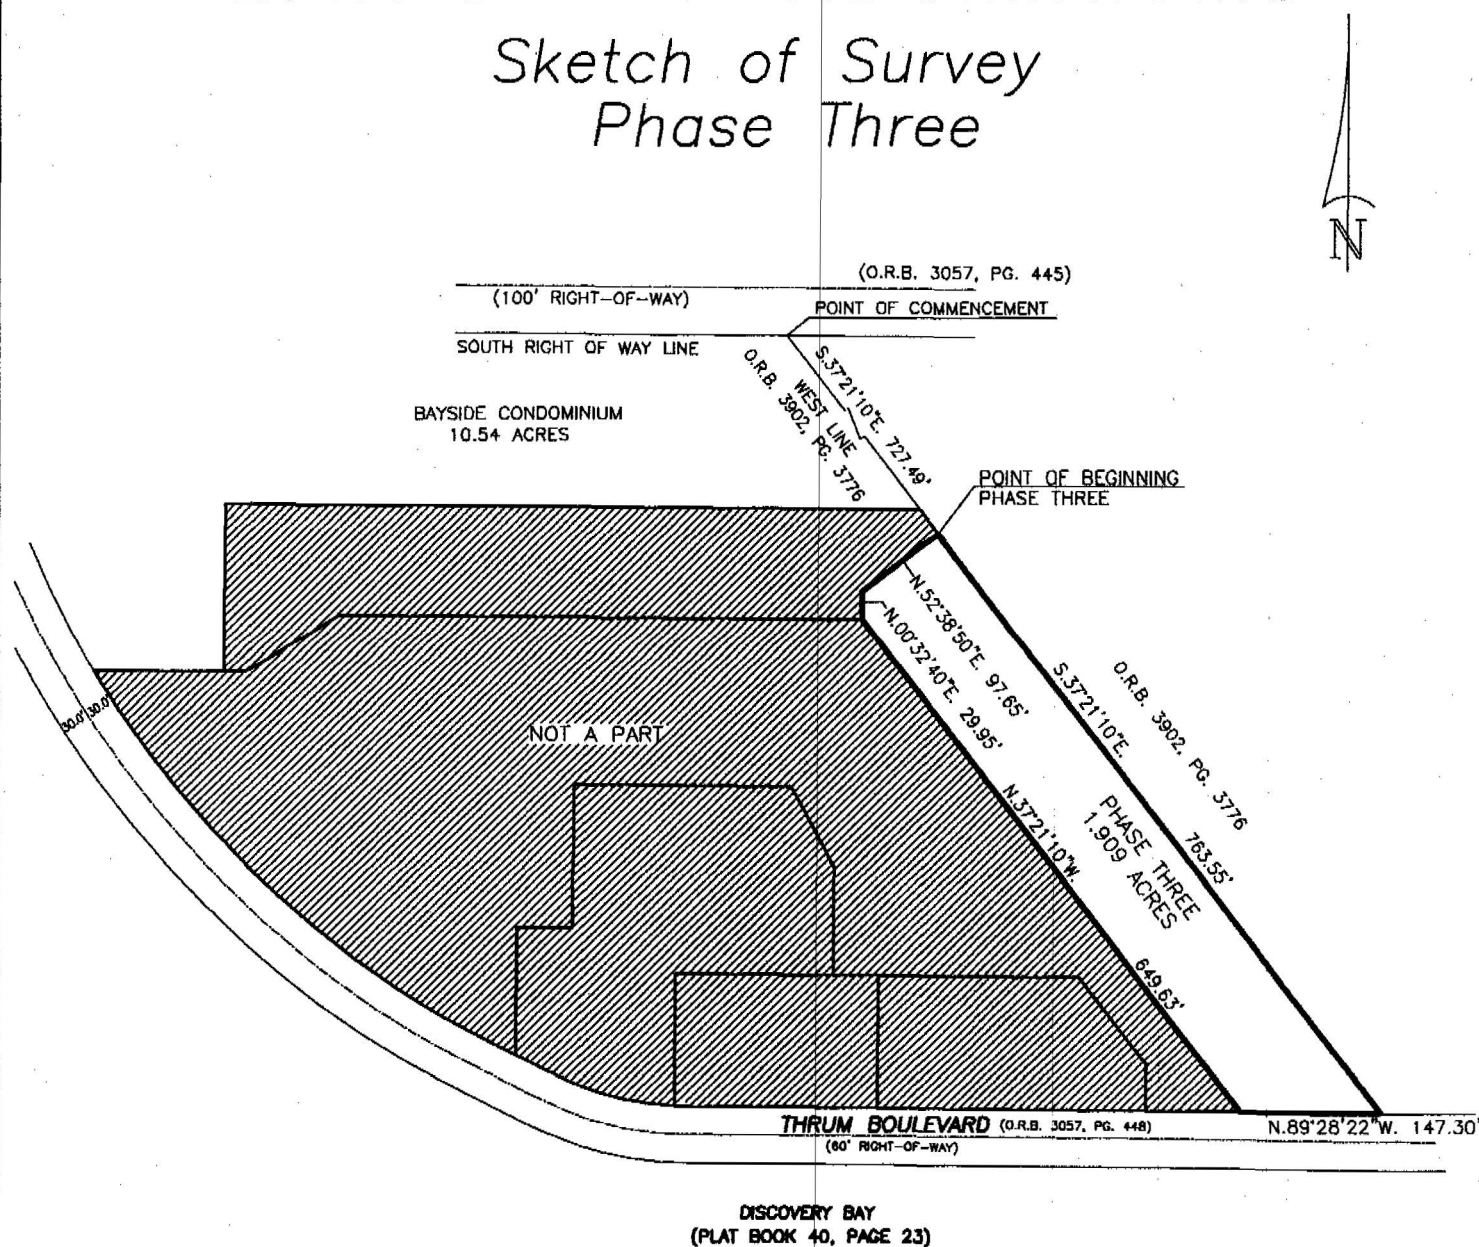 Sketch of Survey
Phase Three
N
(O.R.B. 3057, PG. 445)
(100' RIGHT-OF-WAY)
POINT OF COMMENCEMENT
SOUTH RIGHT OF WAY LINE
S.37°21'10"E. 727.49'
WEST LINE
O.R.B. 3902, PG. 3776
BAYSIDE CONDOMINIUM
10.54 ACRES
POINT OF BEGINNING
PHASE THREE
N.52°38'50"E. 97.65'
N.00°32'40"E. 29.95'
S.37°21'10"E. 763.55'
O.R.B. 3902, PG. 3776
30.0' 30.0'
NOT A PART
N.37°21'10"W. 649.63'
PHASE THREE
1.909 ACRES
THRUM BOULEVARD (O.R.B. 3057, PG. 448)
(60' RIGHT-OF-WAY)
N.89°28'22"W. 147.30'
DISCOVERY BAY
(PLAT BOOK 40, PAGE 23)